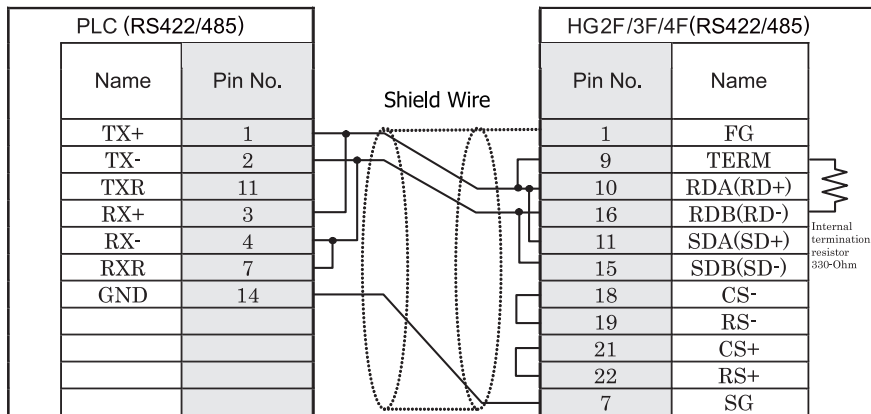 PLC (RS422/485)
Name Pin No.
TX+ 1
TX- 2
TXR 11
RX+ 3
RX- 4
RXR 7
GND 14
Shield Wire
HG2F/3F/4F(RS422/485)
Pin No. Name
1 FG
9 TERM
10 RDA(RD+)
16 RDB(RD-)
11 SDA(SD+)
15 SDB(SD-)
18 CS-
19 RS-
21 CS+
22 RS+
7 SG
Internal
termination
resistor
330-Ohm